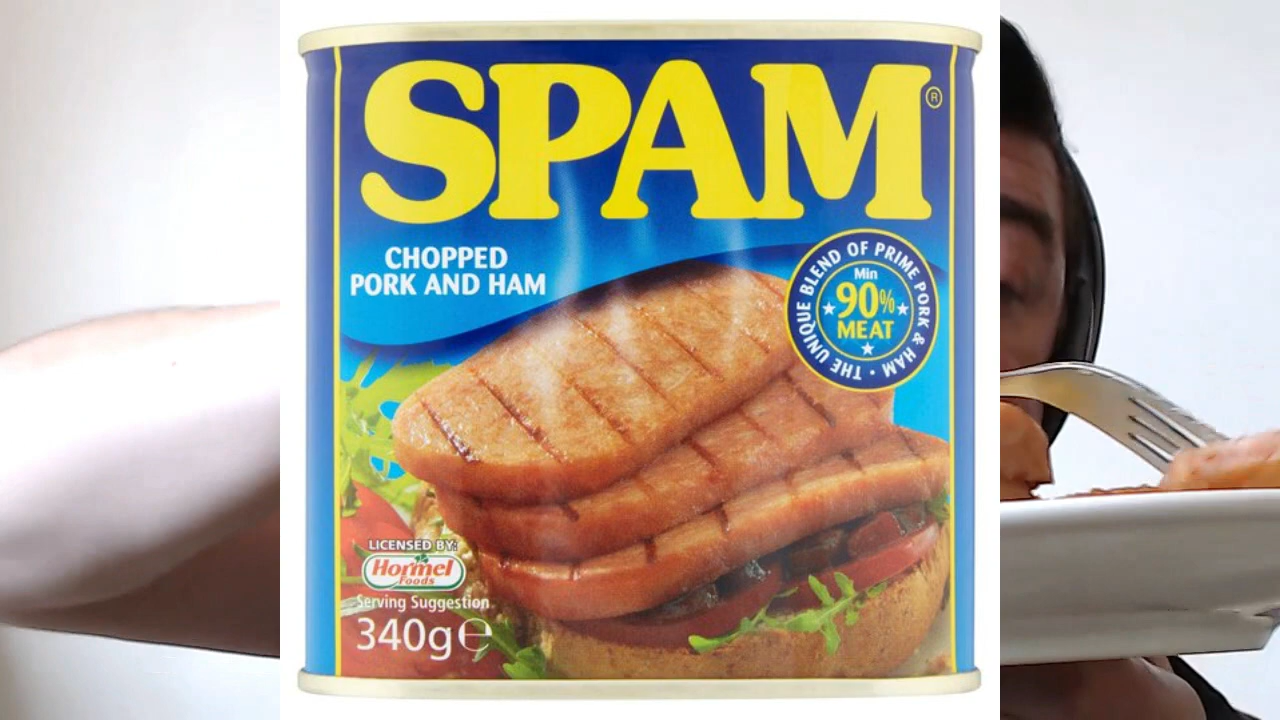 SPAM®
CHOPPED
PORK AND HAM
THE UNIQUE BLEND OF PRIME PORK & HAM •
Min
90%
MEAT
LICENSED BY:
Hormel
Foods
Serving Suggestion
340g℮